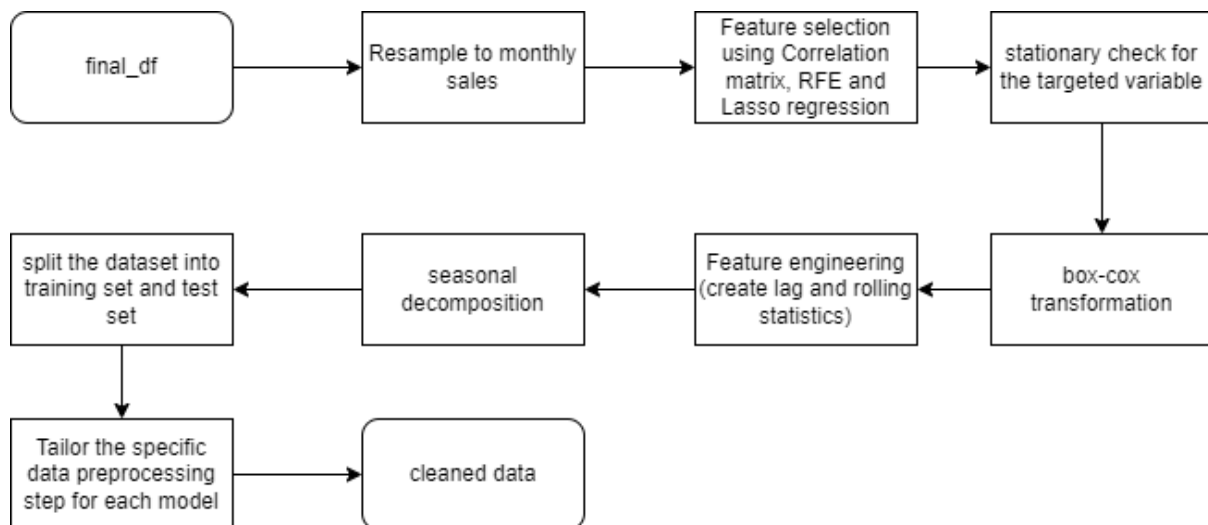 final_df
Resample to monthly
sales
Feature selection
using Correlation
matrix, RFE and
Lasso regression
stationary check for
the targeted variable
box-cox
transformation
Feature engineering
(create lag and rolling
statistics)
seasonal
decomposition
split the dataset into
training set and test
set
Tailor the specific
data preprocessing
step for each model
cleaned data